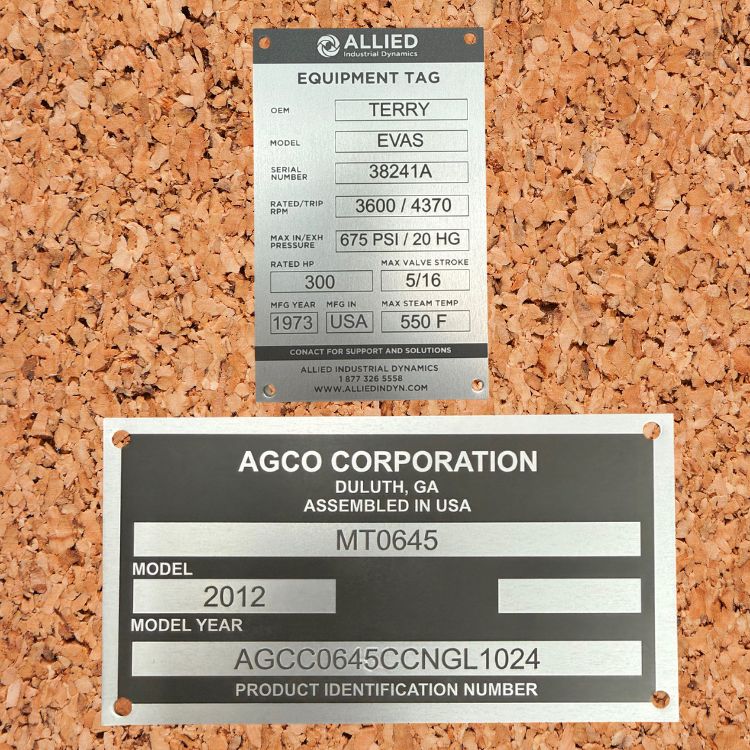 ALLIED
Industrial Dynamics
EQUIPMENT TAG
OEM TERRY
MODEL EVAS
SERIAL NUMBER 38241A
RATED/TRIP RPM 3600 / 4370
MAX IN/EXH PRESSURE 675 PSI / 20 HG
RATED HP MAX VALVE STROKE
300 5/16
MFG YEAR MFG IN MAX STEAM TEMP
1973 USA 550 F
CONACT FOR SUPPORT AND SOLUTIONS
ALLIED INDUSTRIAL DYNAMICS
1 877 326 5558
WWW.ALLIEDINDYN.COM
AGCO CORPORATION
DULUTH, GA
ASSEMBLED IN USA
MT0645
MODEL
2012
MODEL YEAR
AGCC0645CCNGL1024
PRODUCT IDENTIFICATION NUMBER